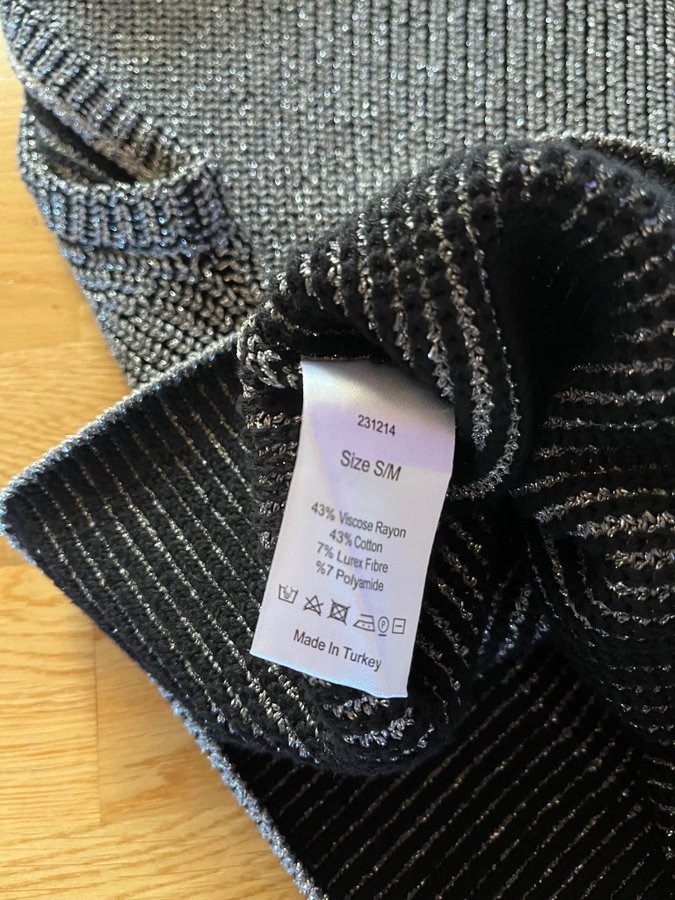 231214
Size S/M
43% Viscose Rayon
43% Cotton
7% Lurex Fibre
%7 Polyamide
P
Made In Turkey